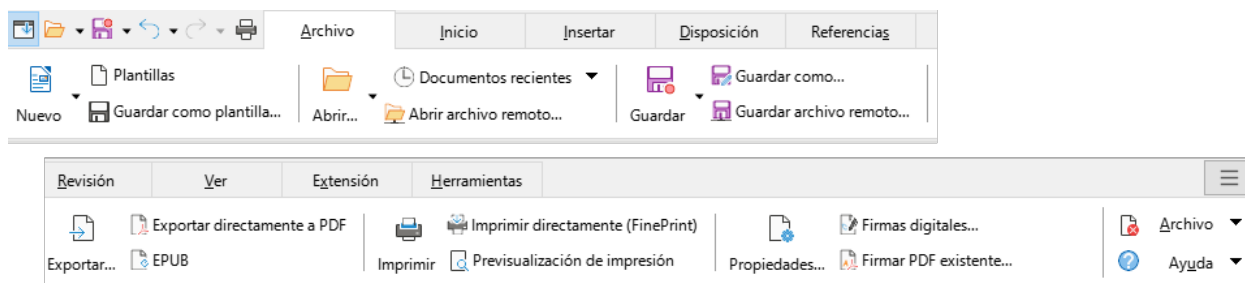 Archivo Inicio Insertar Disposición Referencias
Plantillas Documentos recientes Guardar como...
Nuevo Guardar como plantilla... Abrir... Abrir archivo remoto... Guardar Guardar archivo remoto...
Revisión Ver Extensión Herramientas
Exportar directamente a PDF Imprimir directamente (FinePrint) Firmas digitales... Archivo
Exportar... EPUB Imprimir Previsualización de impresión Propiedades... Firmar PDF existente... Ayuda